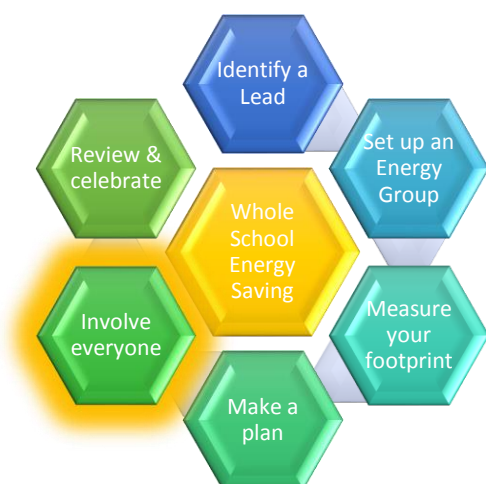 Identify a
Lead
Set up an
Energy
Group
Measure
your
footprint
Make a
plan
Involve
everyone
Review &
celebrate
Whole
School
Energy
Saving